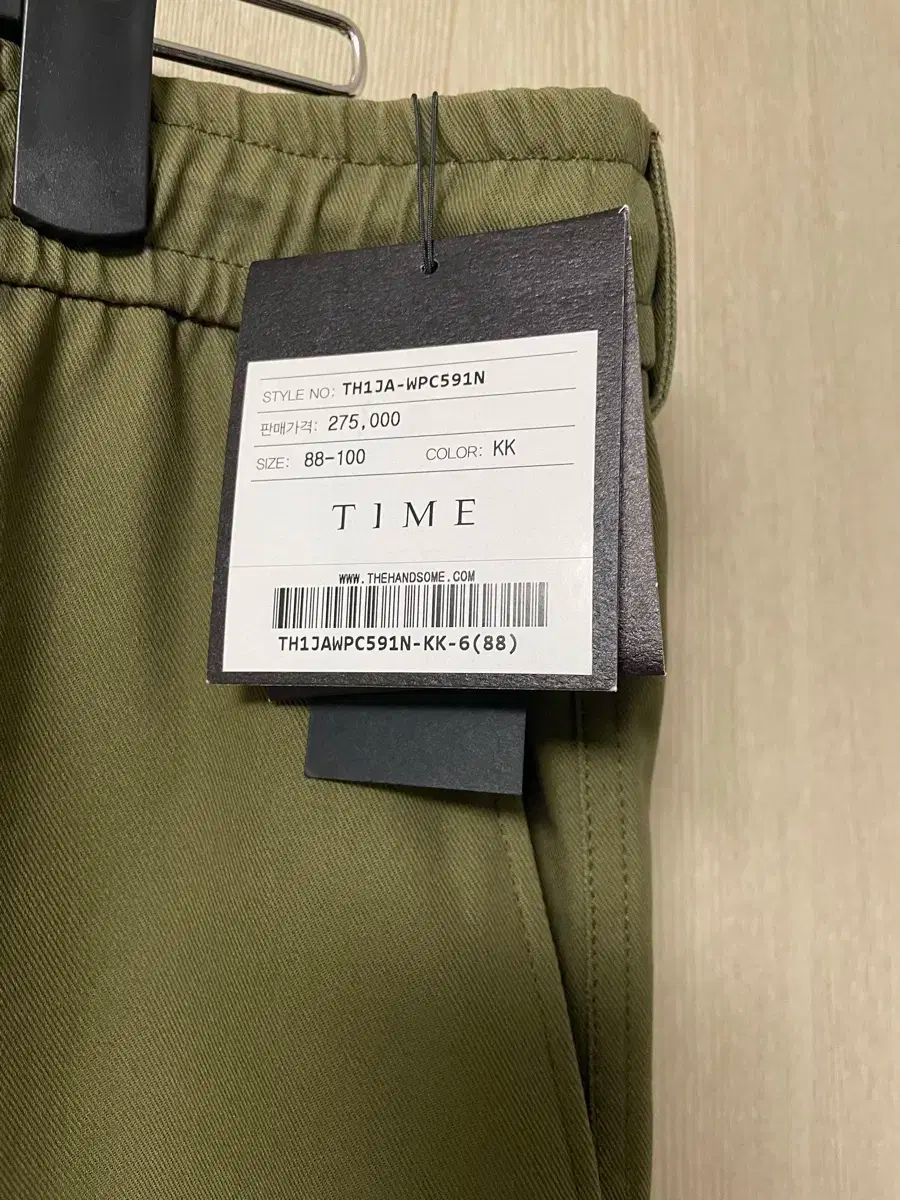 STYLE NO: TH1JA-WPC591N
판매가격: 275,000
SIZE: 88-100 COLOR: KK
TIME
WWW.THEHANDSOME.COM
TH1JAWPC591N-KK-6(88)